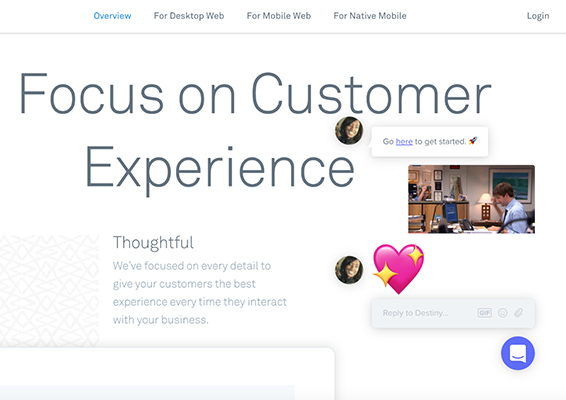 Overview For Desktop Web For Mobile Web For Native Mobile Login
Focus on Customer
Experience
Go here to get started. 🚀
Thoughtful
We've focused on every detail to
give your customers the best
experience every time they interact
with your business.
Reply to Destiny... GIF